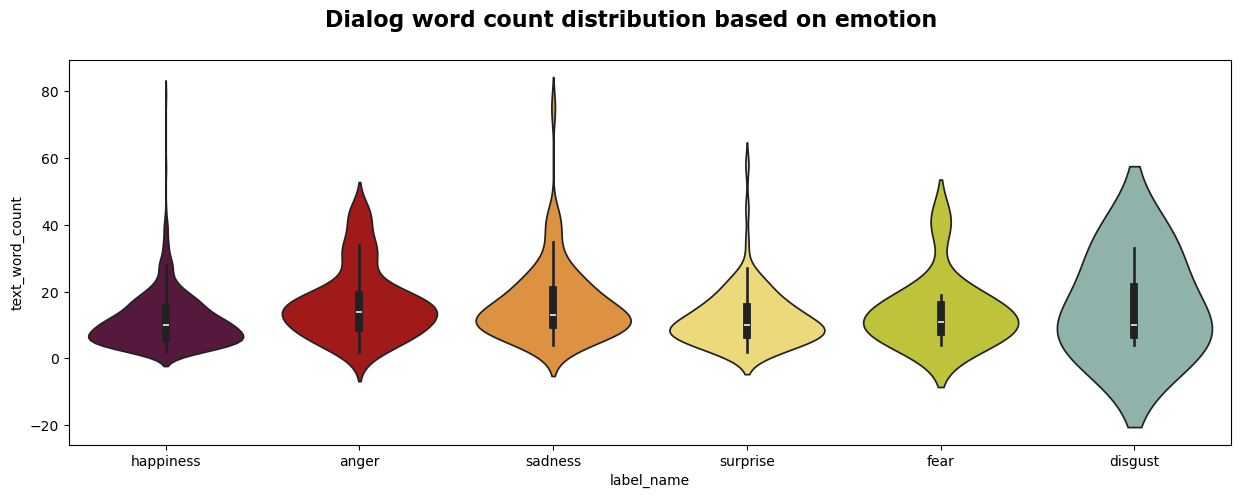 Dialog word count distribution based on emotion
text_word_count
80
60
40
20
0
−20
happiness anger sadness surprise fear disgust
label_name